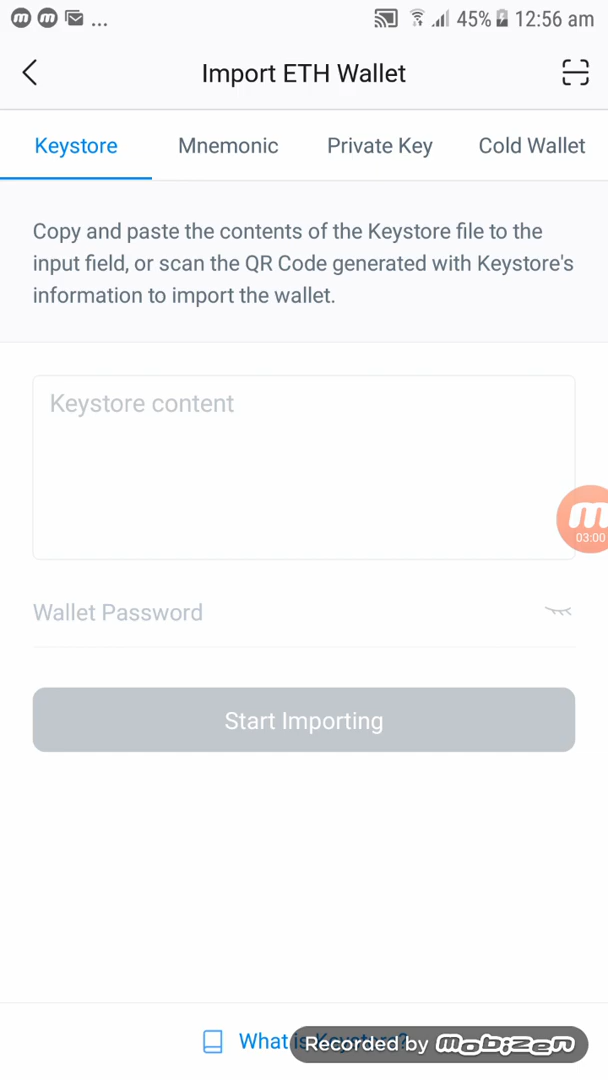 45% 12:56 am
Import ETH Wallet
Keystore Mnemonic Private Key Cold Wallet
Copy and paste the contents of the Keystore file to the
input field, or scan the QR Code generated with Keystore's
information to import the wallet.
Keystore content
03:00
Wallet Password
Start Importing
What is
Recorded by mobizen